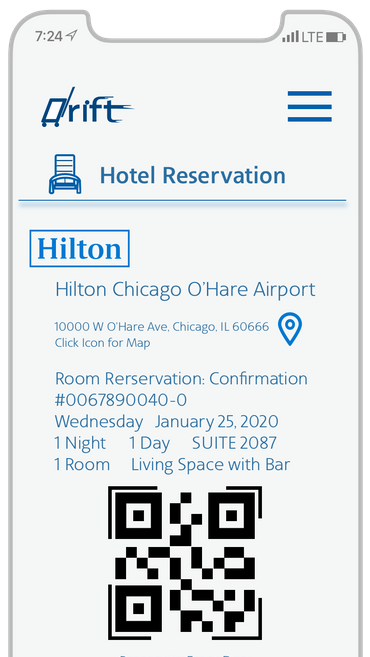 7:24 LTE
Drift
Hotel Reservation
Hilton
Hilton Chicago O'Hare Airport
10000 W O'Hare Ave, Chicago, IL 60666
Click Icon for Map
Room Rerservation: Confirmation
#0067890040-0
Wednesday January 25, 2020
1 Night 1 Day SUITE 2087
1 Room Living Space with Bar